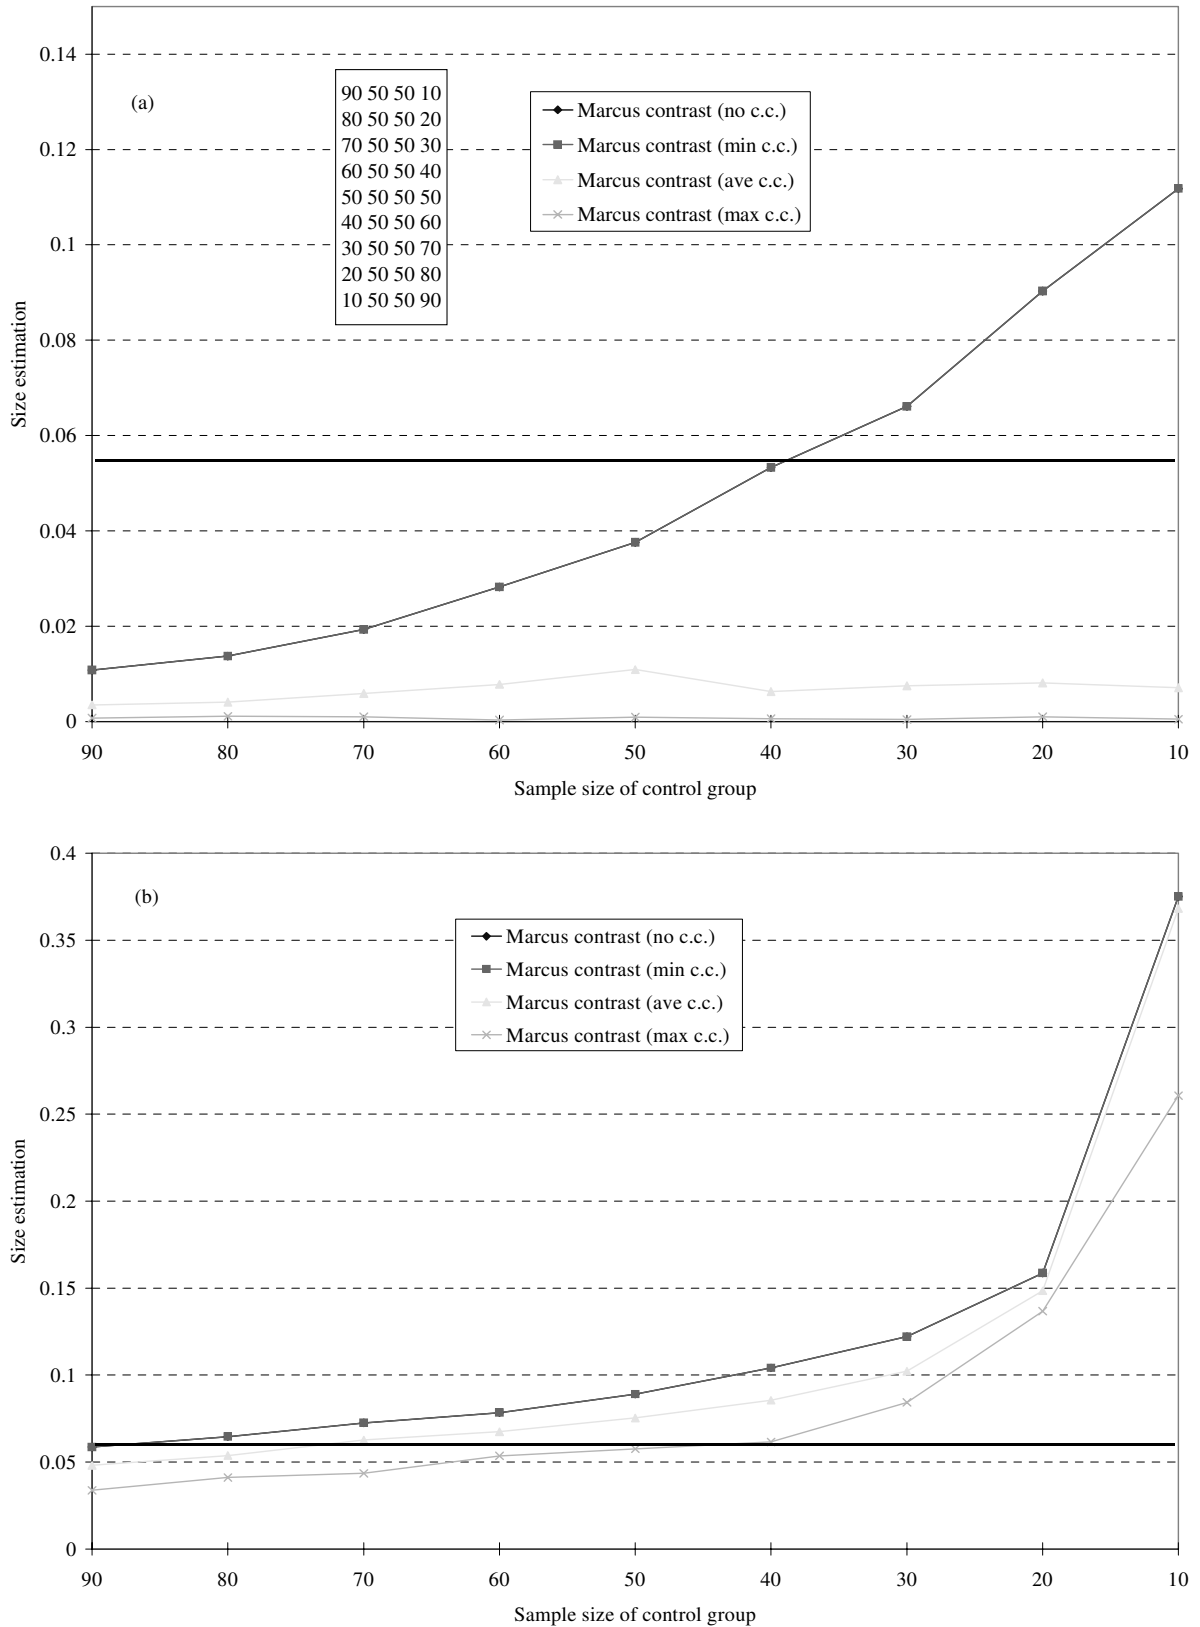 0.14
(a)
90 50 50 10
80 50 50 20
70 50 50 30
60 50 50 40
50 50 50 50
40 50 50 60
30 50 50 70
20 50 50 80
10 50 50 90
Marcus contrast (no c.c.)
Marcus contrast (min c.c.)
Marcus contrast (ave c.c.)
Marcus contrast (max c.c.)
0.12
0.1
0.08
0.06
0.04
0.02
0
Size estimation
90 80 70 60 50 40 30 20 10
Sample size of control group
0.4
(b)
Marcus contrast (no c.c.)
Marcus contrast (min c.c.)
Marcus contrast (ave c.c.)
Marcus contrast (max c.c.)
0.35
0.3
0.25
0.2
0.15
0.1
0.05
0
Size estimation
90 80 70 60 50 40 30 20 10
Sample size of control group